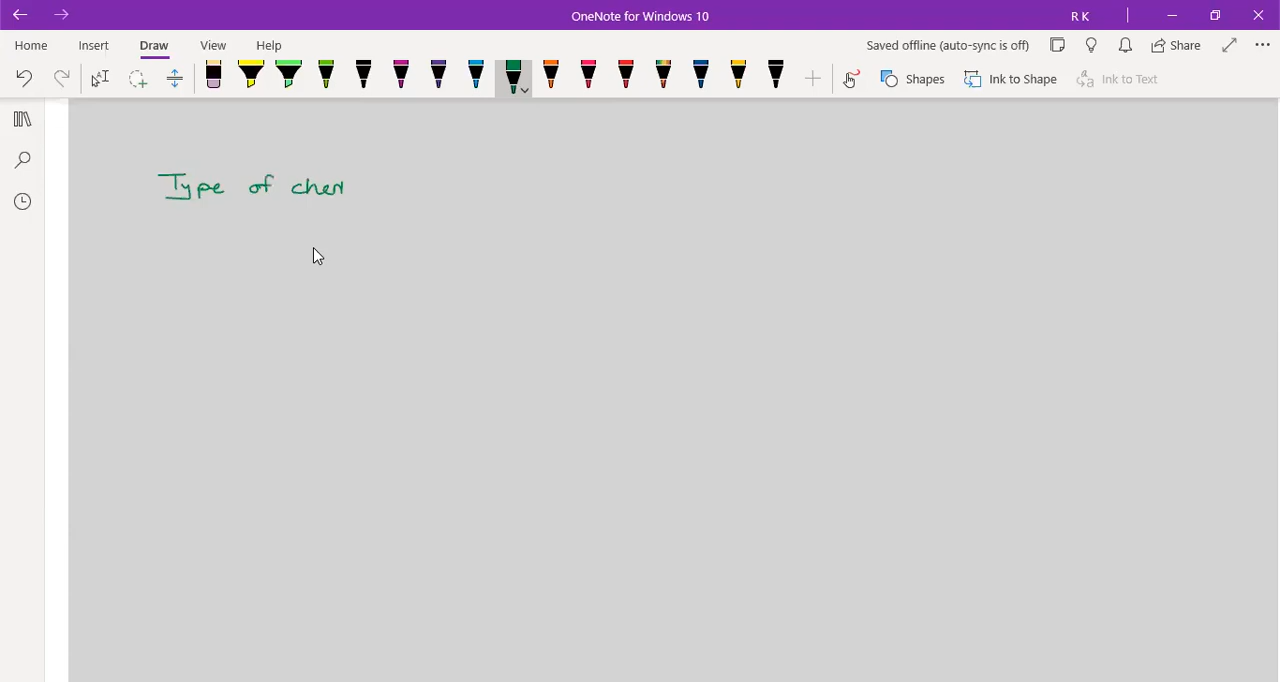 OneNote for Windows 10
R K
Home Insert Draw View Help
Saved offline (auto-sync is off)
Share
Shapes
Ink to Shape
Ink to Text
Type of chem